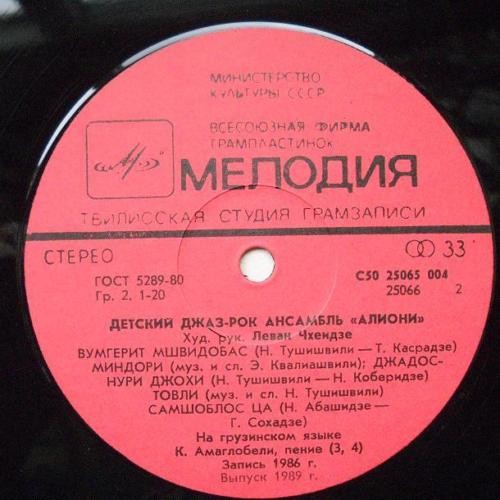 МИНИСТЕРСТВО
КУЛЬТУРЫ СССР
ВСЕСОЮЗНАЯ ФИРМА
ГРАМПЛАСТИНОК
МЕЛОДИЯ
ТБИЛИССКАЯ СТУДИЯ ГРАМЗАПИСИ
СТЕРЕО
33
ГОСТ 5289-80
Гр. 2. 1-20
С50 25065 004
25066 2
ДЕТСКИЙ ДЖАЗ-РОК АНСАМБЛЬ «АЛИОНИ»
Худ. рук. Леван Чхеидзе
ВУМГЕРИТ МШВИДОБАС (Н. Тушишвили — Т. Касрадзе)
МИНДОРИ (муз. и сл. Э. Квалиашвили); ДЖАДОС-
НУРИ ДЖОХИ (Н. Тушишвили — Н. Коберидзе)
ТОВЛИ (муз. и сл. Н. Тушишвили)
САМШОБЛОС ЦА (Н. Абашидзе —
Г. Сохадзе)
На грузинском языке
К. Амаглобели, пение (3, 4)
Запись 1986 г.
Выпуск 1989 г.